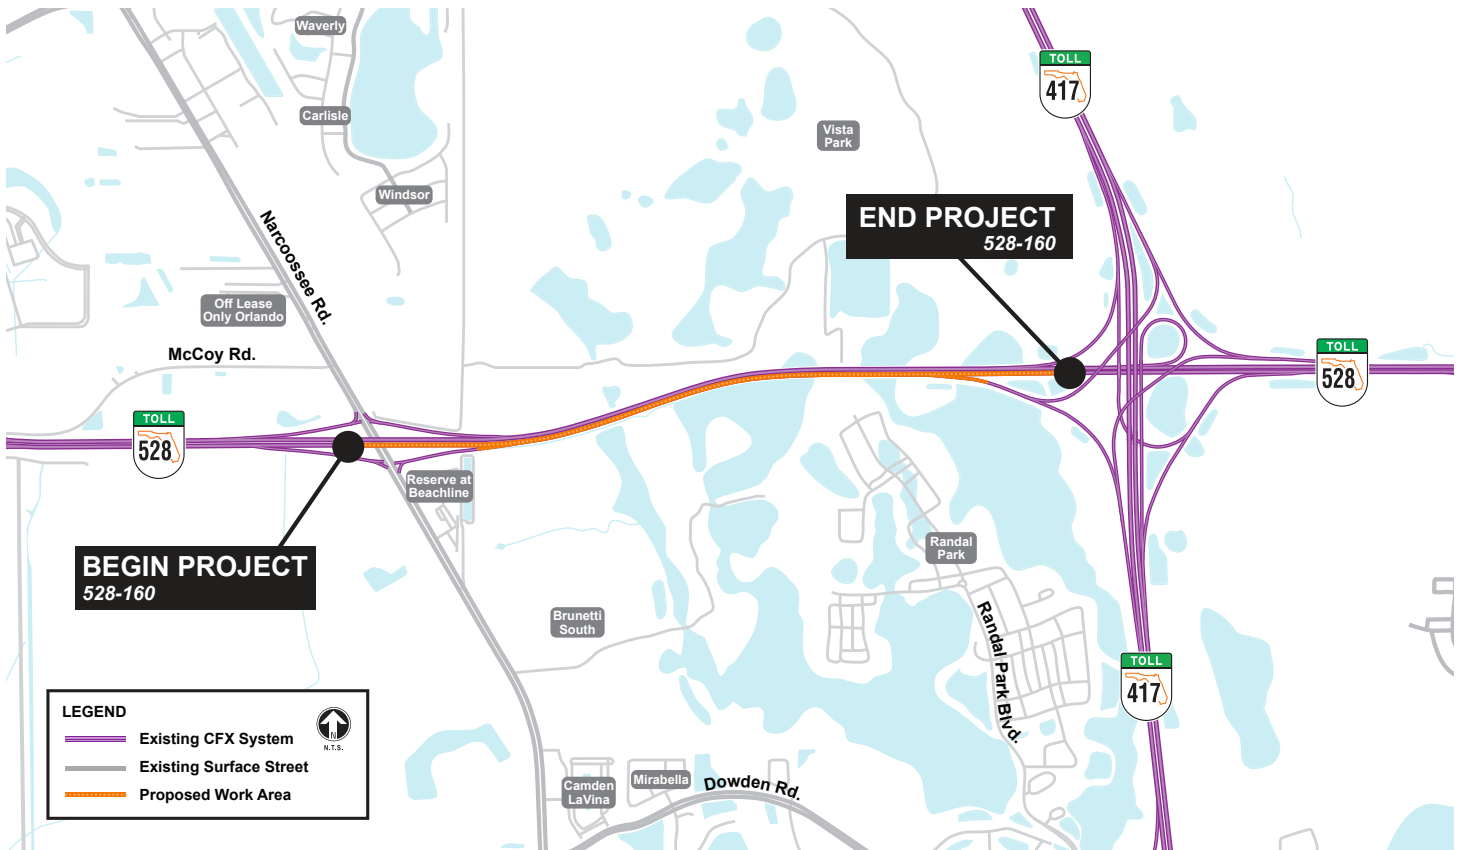 Waverly
TOLL
417
Carlisle
Vista
Park
Windsor
END PROJECT
528-160
Narcoossee Rd.
Off Lease
Only Orlando
McCoy Rd.
TOLL
528
TOLL
528
Reserve at
Beachline
BEGIN PROJECT
528-160
Randal
Park
Brunetti
South
Randal Park Blvd.
TOLL
417
LEGEND
Existing CFX System
Existing Surface Street
Proposed Work Area
N
N.T.S.
Camden
LaVina
Mirabella
Dowden Rd.